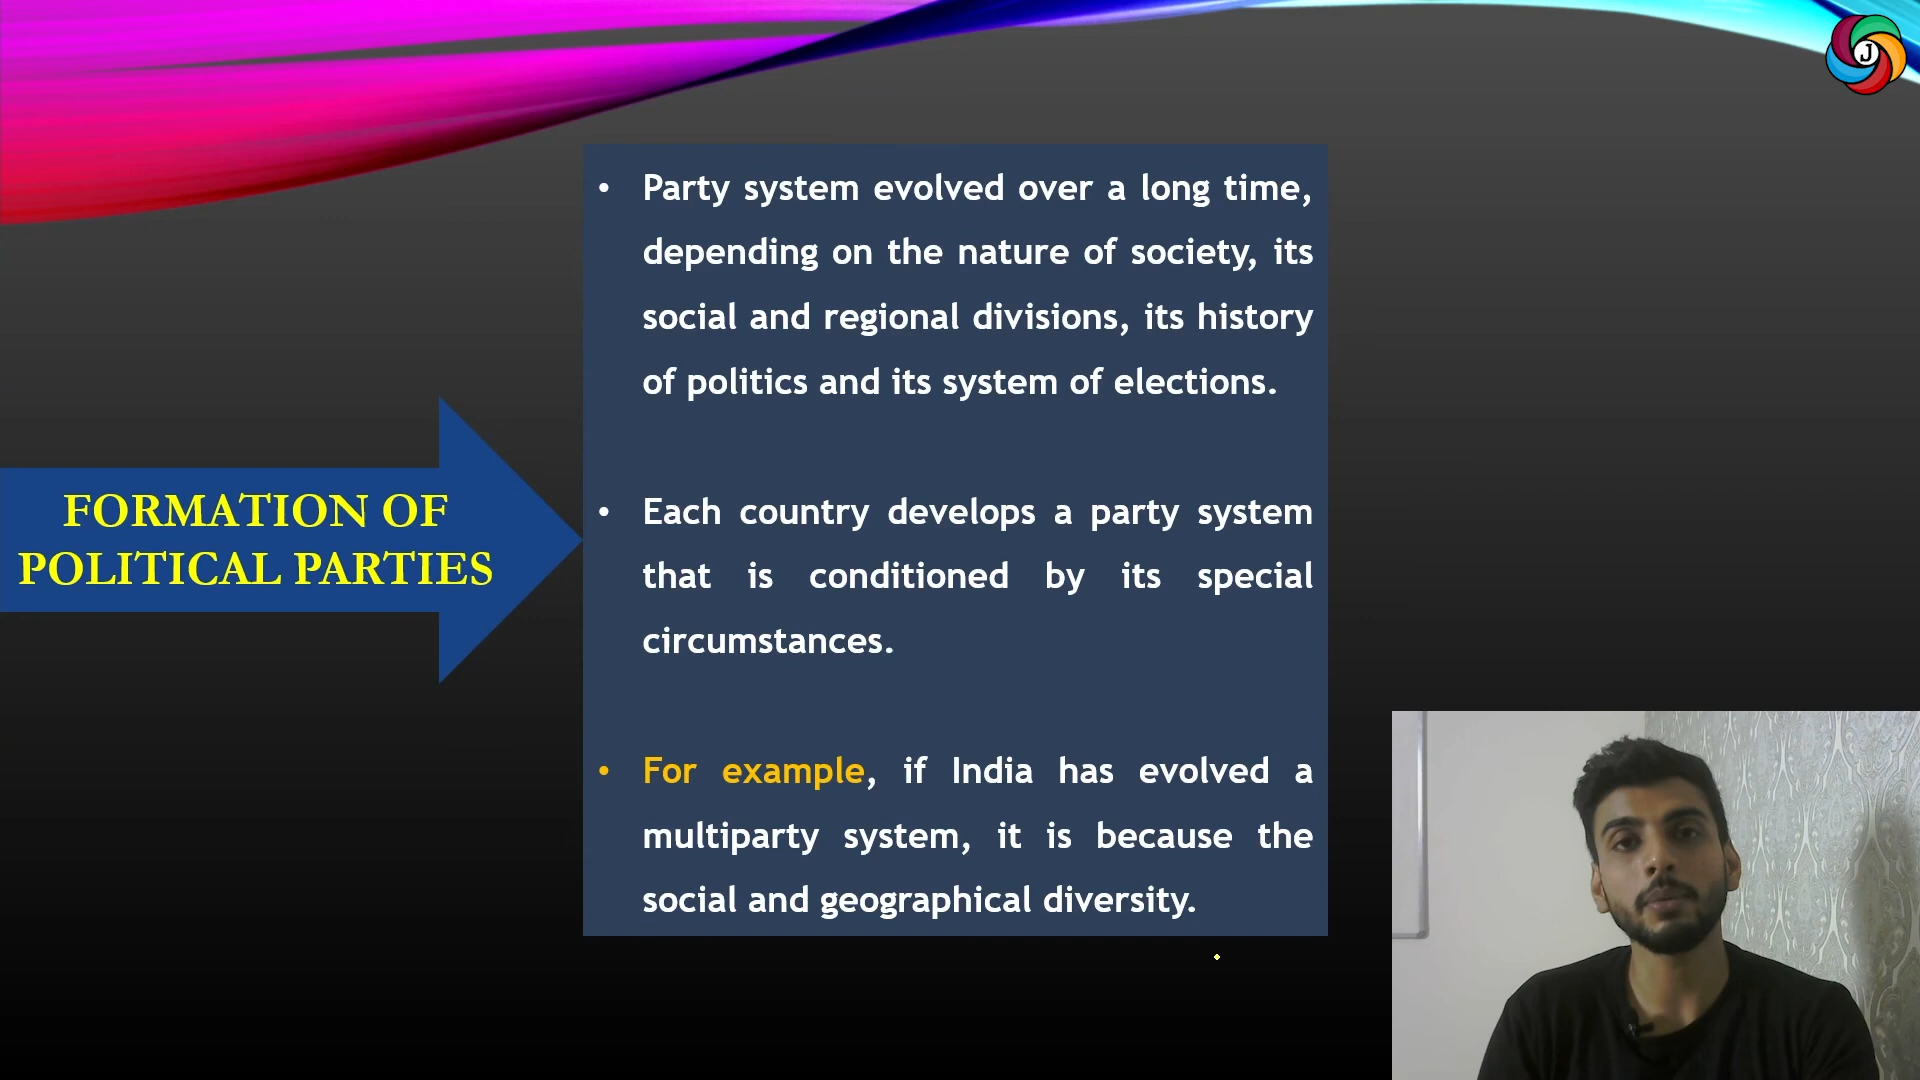 J
• Party system evolved over a long time,
depending on the nature of society, its
social and regional divisions, its history
of politics and its system of elections.
FORMATION OF
POLITICAL PARTIES
• Each country develops a party system
that is conditioned by its special
circumstances.
• For example, if India has evolved a
multiparty system, it is because the
social and geographical diversity.